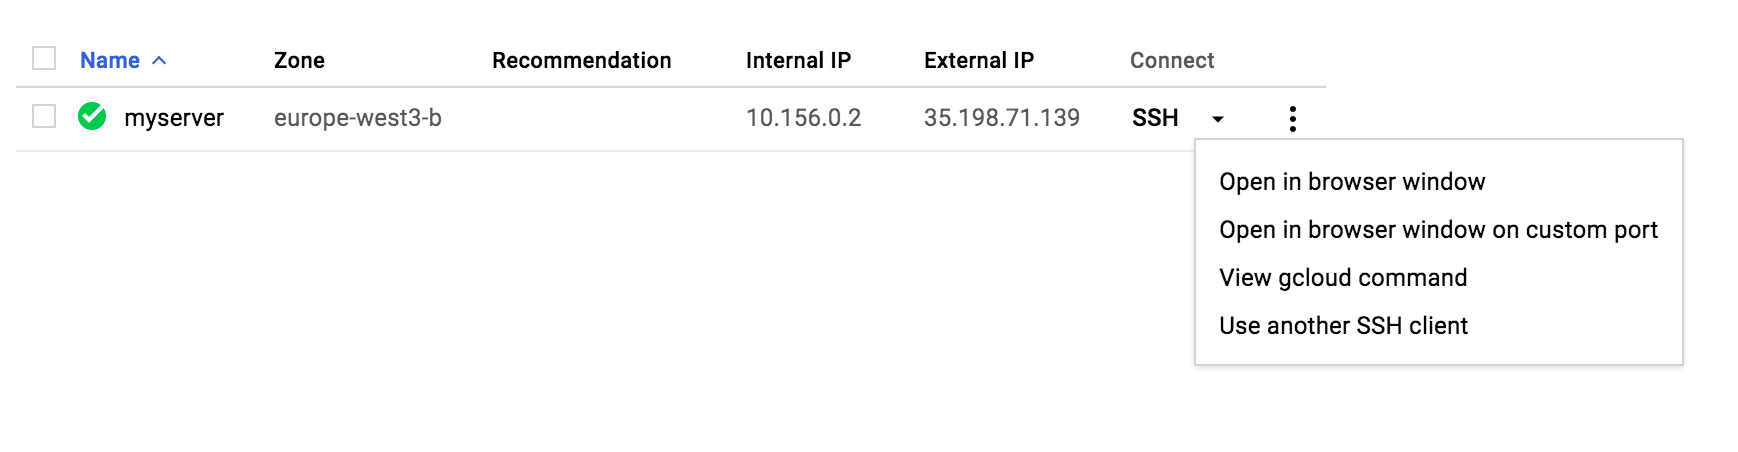 Name Zone Recommendation Internal IP External IP Connect
myserver europe-west3-b 10.156.0.2 35.198.71.139 SSH
Open in browser window
Open in browser window on custom port
View gcloud command
Use another SSH client